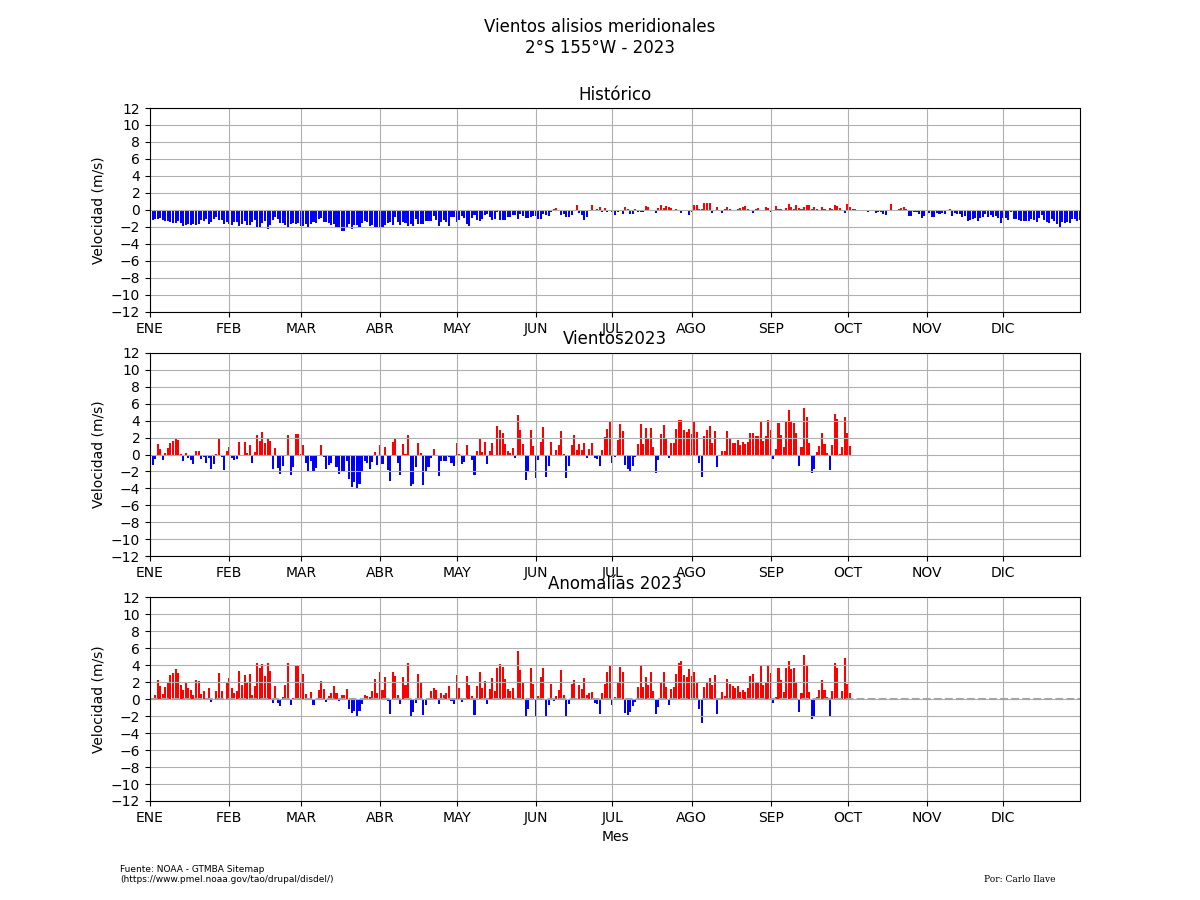 Vientos alisios meridionales
2°S 155°W - 2023
Histórico
12
10
8
6
4
2
0
−2
−4
−6
−8
−10
−12
Velocidad (m/s)
ENE FEB MAR ABR MAY JUN JUL AGO SEP OCT NOV DIC
Vientos2023
12
10
8
6
4
2
0
−2
−4
−6
−8
−10
−12
Velocidad (m/s)
ENE FEB MAR ABR MAY JUN JUL AGO SEP OCT NOV DIC
Anomalías 2023
12
10
8
6
4
2
0
−2
−4
−6
−8
−10
−12
Velocidad (m/s)
ENE FEB MAR ABR MAY JUN JUL AGO SEP OCT NOV DIC
Mes
Fuente: NOAA - GTMBA Sitemap
(https://www.pmel.noaa.gov/tao/drupal/disdel/)
Por: Carlo Ilave